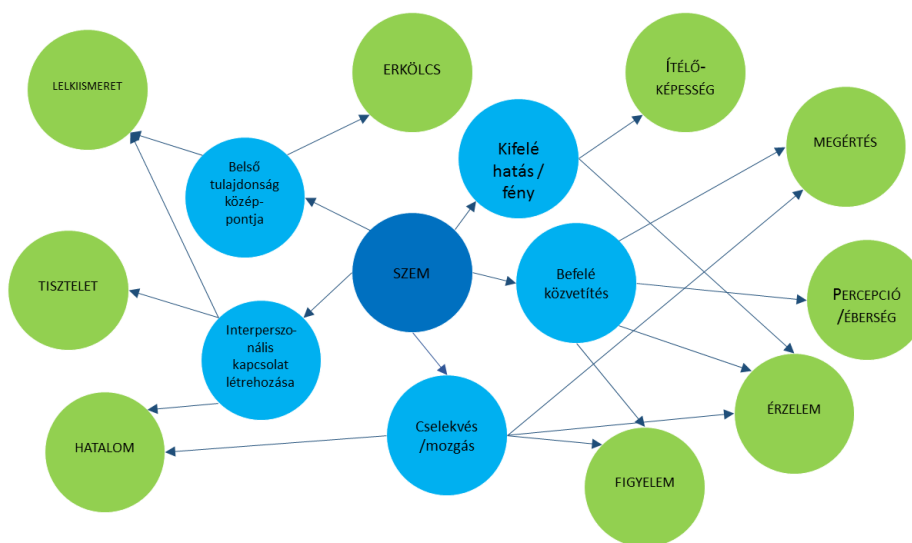 LELKIISMERET
ERKÖLCS
ÍTÉLŐ-
KÉPESSÉG
MEGÉRTÉS
Belső
tulajdonság
közép-
pontja
Kifelé
hatás /
fény
TISZTELET
SZEM
Befelé
közvetítés
PERCEPCIÓ
/ÉBERSÉG
Interperszo-
nális
kapcsolat
létrehozása
HATALOM
Cselekvés
/mozgás
ÉRZELEM
FIGYELEM